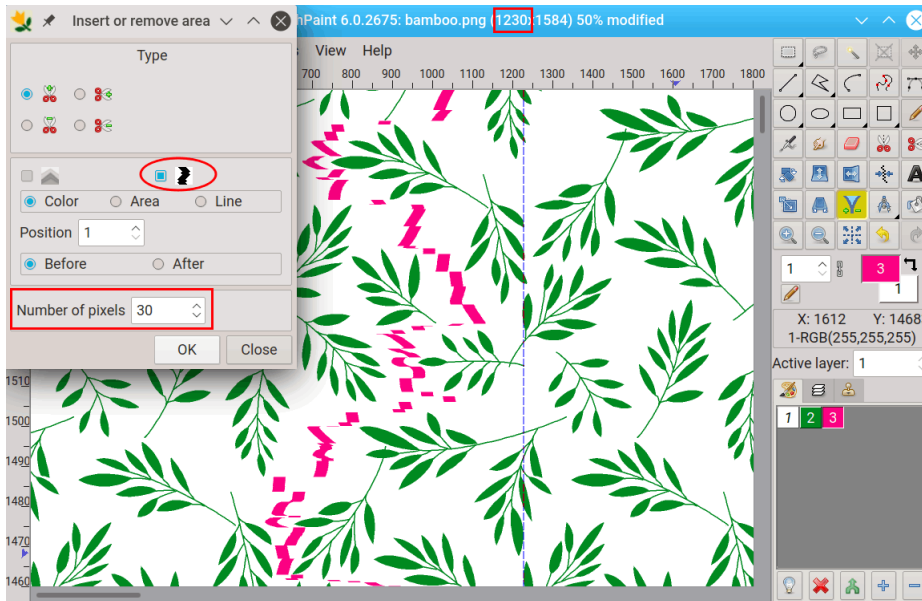 Insert or remove area
hPaint 6.0.2675: bamboo.png (1230x1584) 50% modified
Type
View Help
700 800 900 1000 1100 1200 1300 1400 1500 1600 1700 1800
Color Area Line
Position 1
Before After
Number of pixels 30
OK Close
1 3
1
X: 1612 Y: 1468
1-RGB(255,255,255)
Active layer: 1
1 2 3
1510
1500
1490
1480
1470
1460